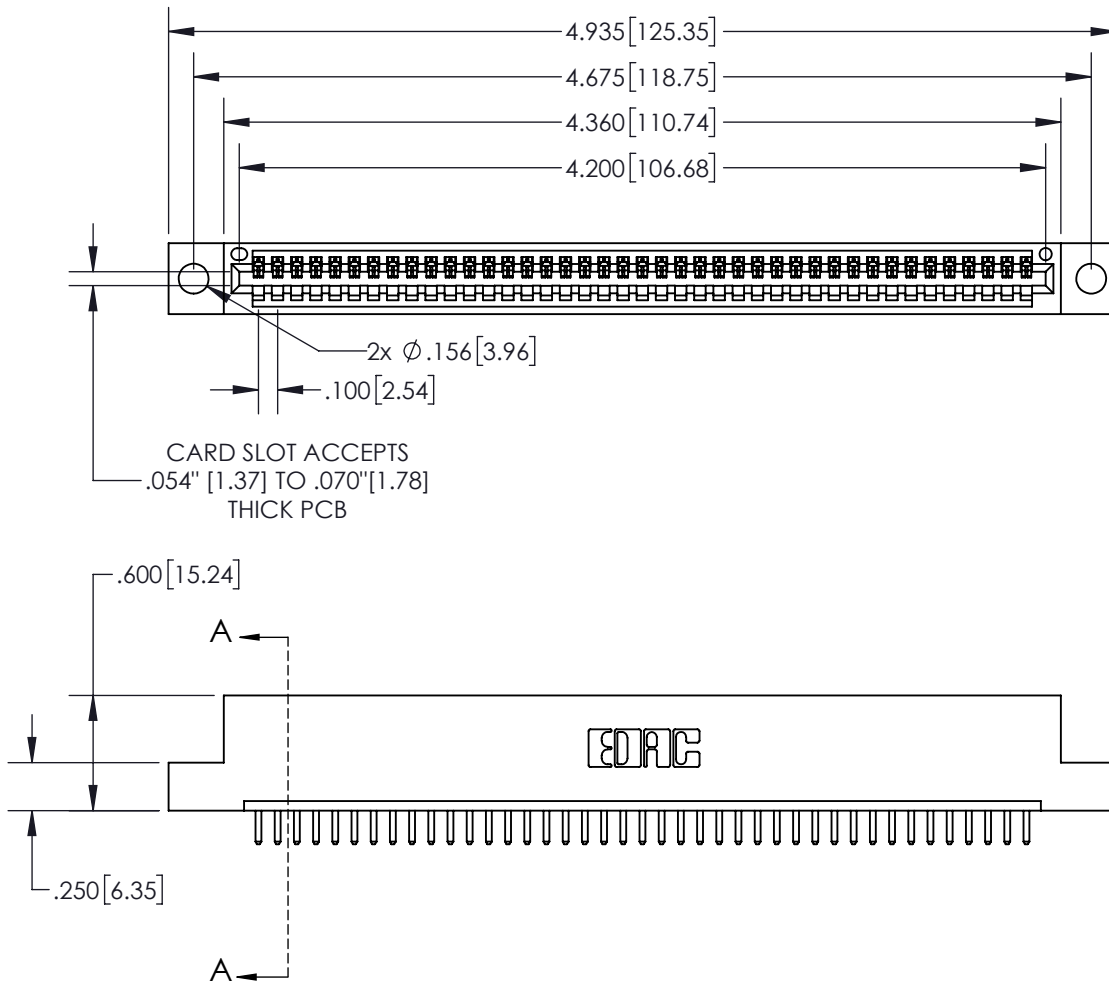 4.935[125.35]
4.675[118.75]
4.360[110.74]
4.200[106.68]
2x Ø.156[3.96]
.100[2.54]
CARD SLOT ACCEPTS
.054" [1.37] TO .070"[1.78]
THICK PCB
.600[15.24]
A
EDAC
.250[6.35]
A